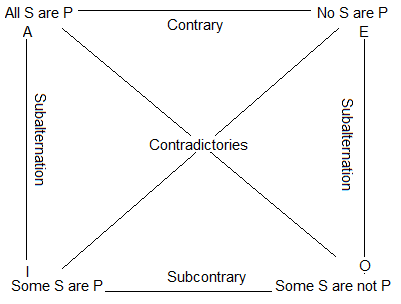 All S are P
No S are P
Contrary
A
E
Subalternation
Subalternation
Contradictories
I
O
Some S are P
Subcontrary
Some S are not P